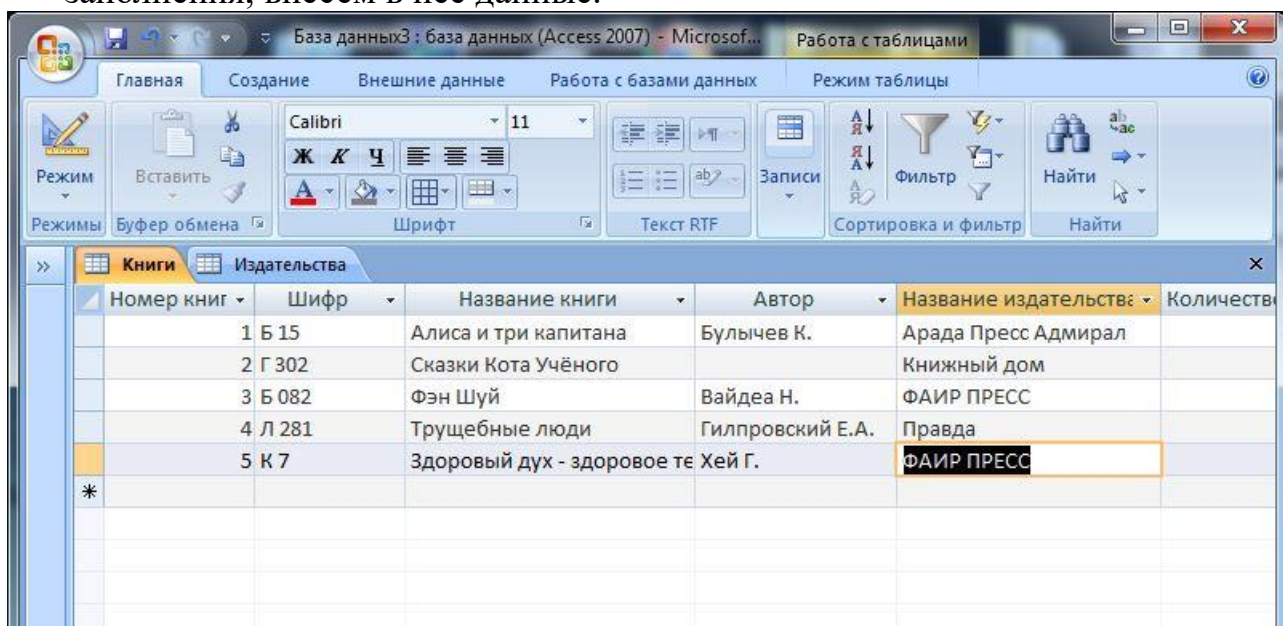 заполнения, внесем в нее данные.
База данных3 : база данных (Access 2007) - Microsof...
Работа с таблицами
Главная Создание Внешние данные Работа с базами данных Режим таблицы
Calibri 11
Ж К Ч
Режим Вставить Записи Фильтр Найти
Режимы Буфер обмена Шрифт Текст RTF Сортировка и фильтр Найти
Книги Издательства
Номер книг Шифр Название книги Автор Название издательства Количество
1 Б 15 Алиса и три капитана Булычев К. Арада Пресс Адмирал
2 Г 302 Сказки Кота Учёного Книжный дом
3 Б 082 Фэн Шуй Вайдеа Н. ФАИР ПРЕСС
4 Л 281 Трущебные люди Гилпровский Е.А. Правда
5 К 7 Здоровый дух - здоровое те Хей Г. ФАИР ПРЕСС